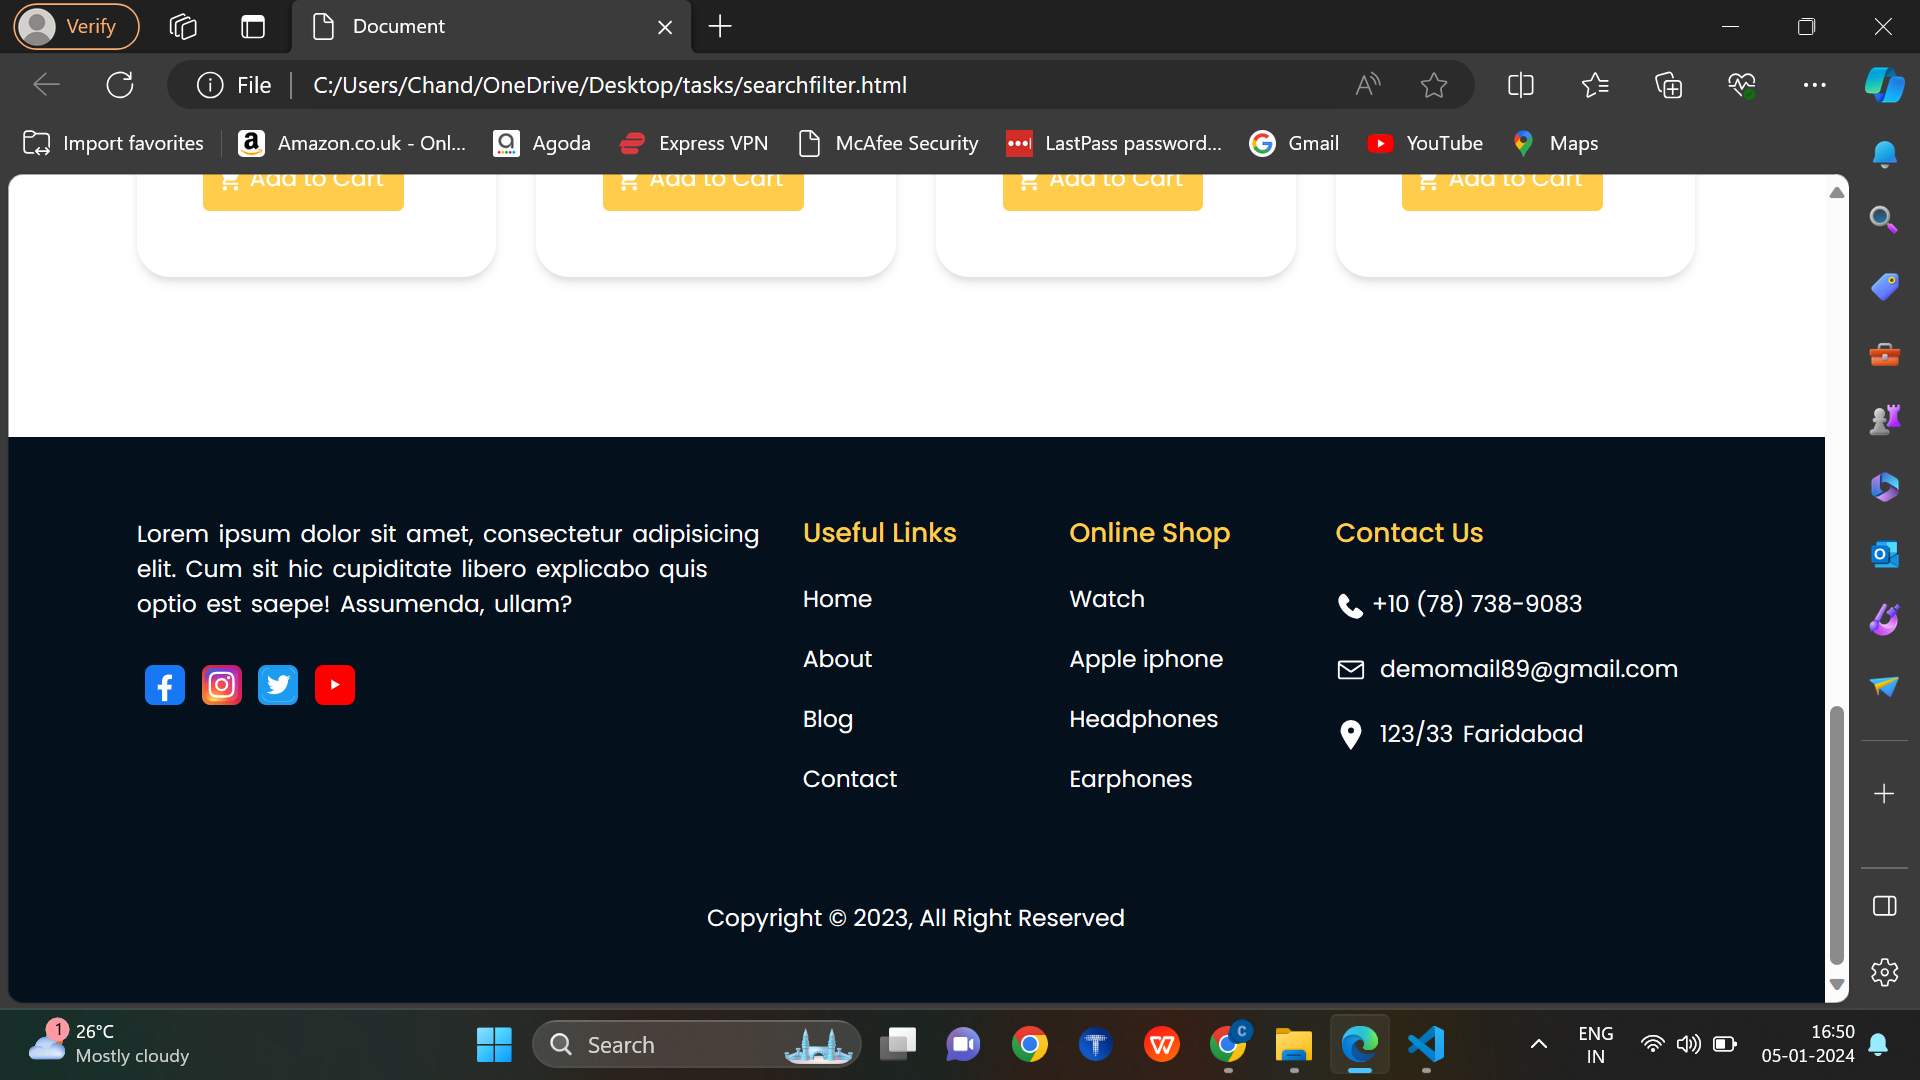 Verify
Document
File
C:/Users/Chand/OneDrive/Desktop/tasks/searchfilter.html
Import favorites
Amazon.co.uk - Onl...
Agoda
Express VPN
McAfee Security
LastPass password...
Gmail
YouTube
Maps
Add to Cart
Add to Cart
Add to Cart
Add to Cart
Lorem ipsum dolor sit amet, consectetur adipisicing
elit. Cum sit hic cupiditate libero explicabo quis
optio est saepe! Assumenda, ullam?
Useful Links
Home
About
Blog
Contact
Online Shop
Watch
Apple iphone
Headphones
Earphones
Contact Us
+10 (78) 738-9083
demomail89@gmail.com
123/33 Faridabad
Copyright © 2023, All Right Reserved
1
26°C
Mostly cloudy
Search
C
ENG
IN
16:50
05-01-2024